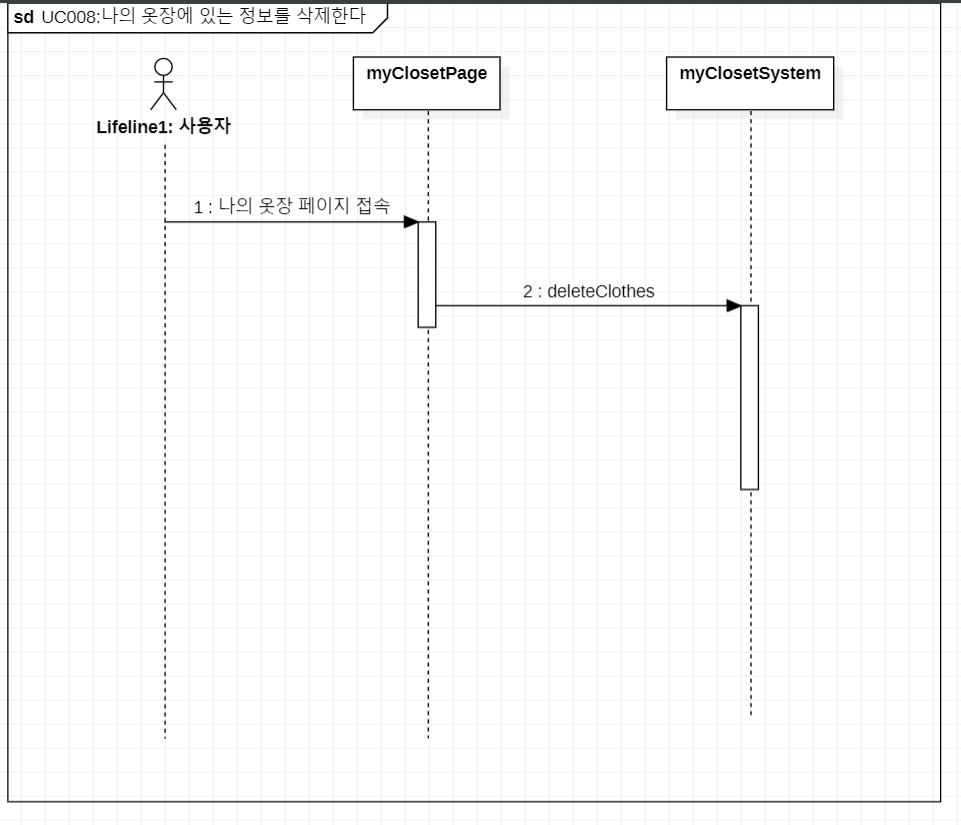 sd UC008:나의 옷장에 있는 정보를 삭제한다
myClosetPage
myClosetSystem
Lifeline1: 사용자
1 : 나의 옷장 페이지 접속
2 : deleteClothes